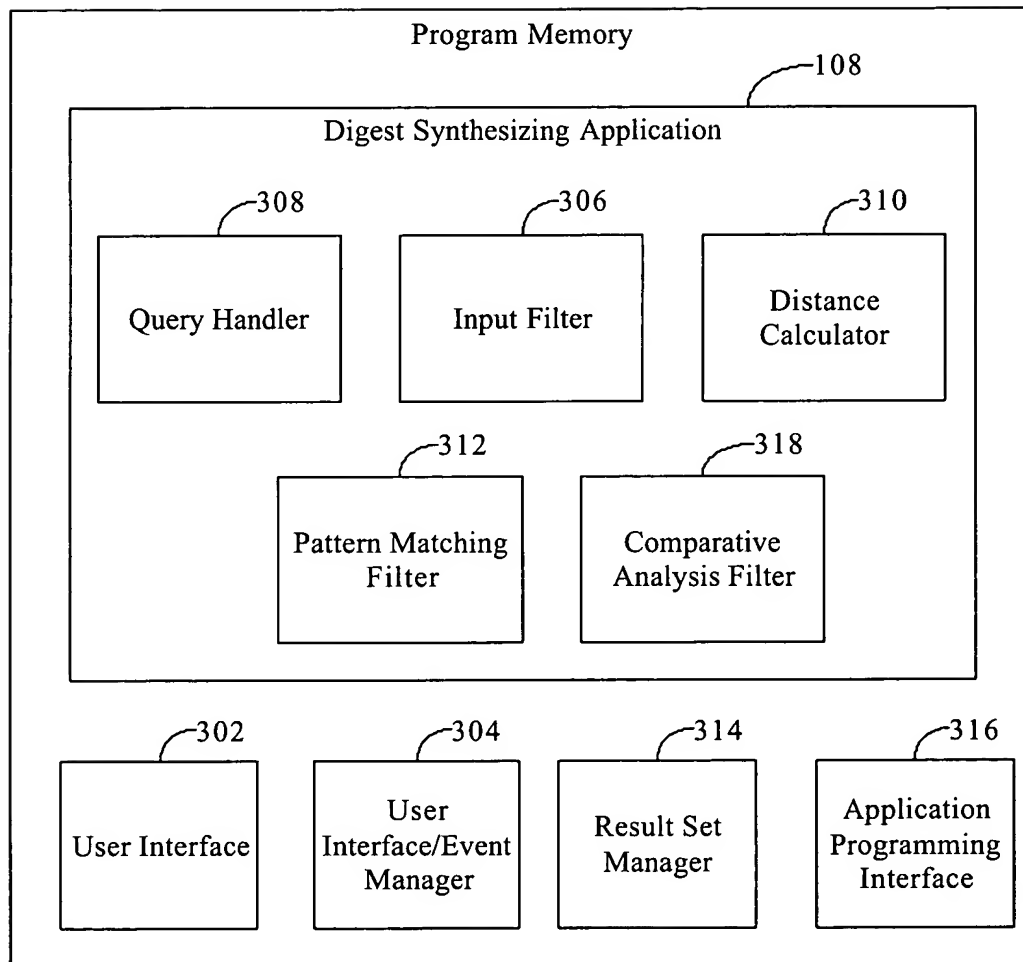 Program Memory
108
Digest Synthesizing Application
308
306
310
Query Handler
Input Filter
Distance
Calculator
312
318
Pattern Matching
Filter
Comparative
Analysis Filter
302
304
314
316
User Interface
User
Interface/Event
Manager
Result Set
Manager
Application
Programming
Interface